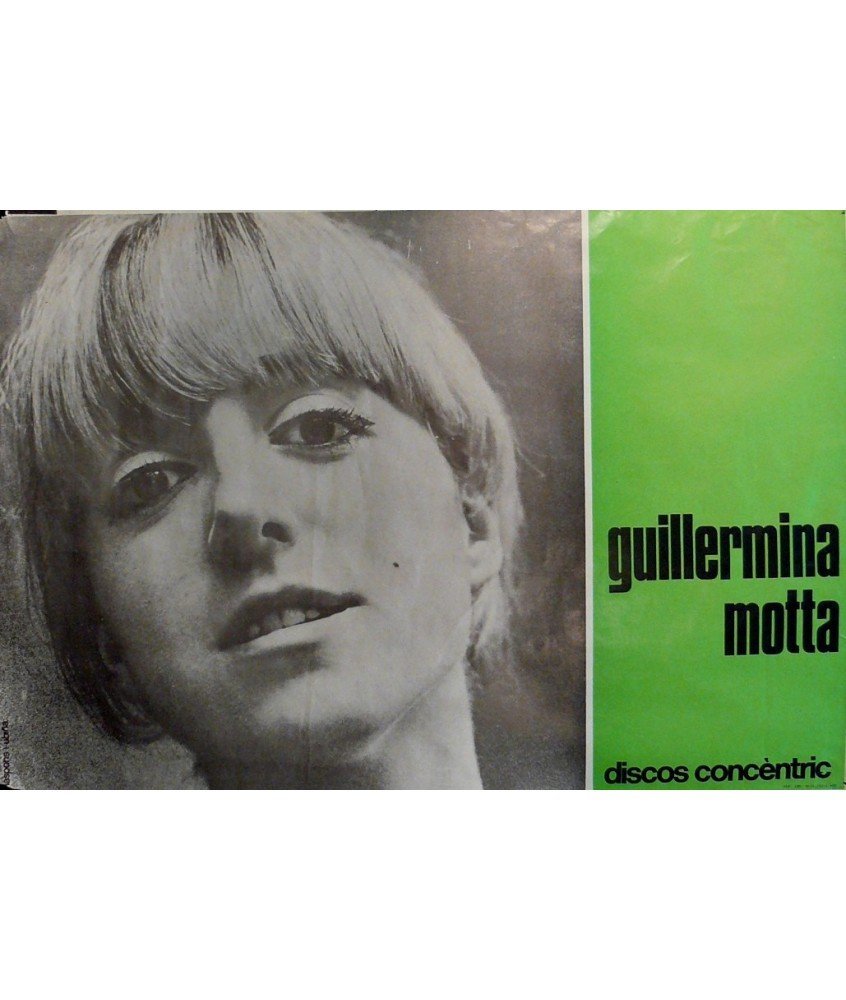 guillermina
motta
discos concèntric